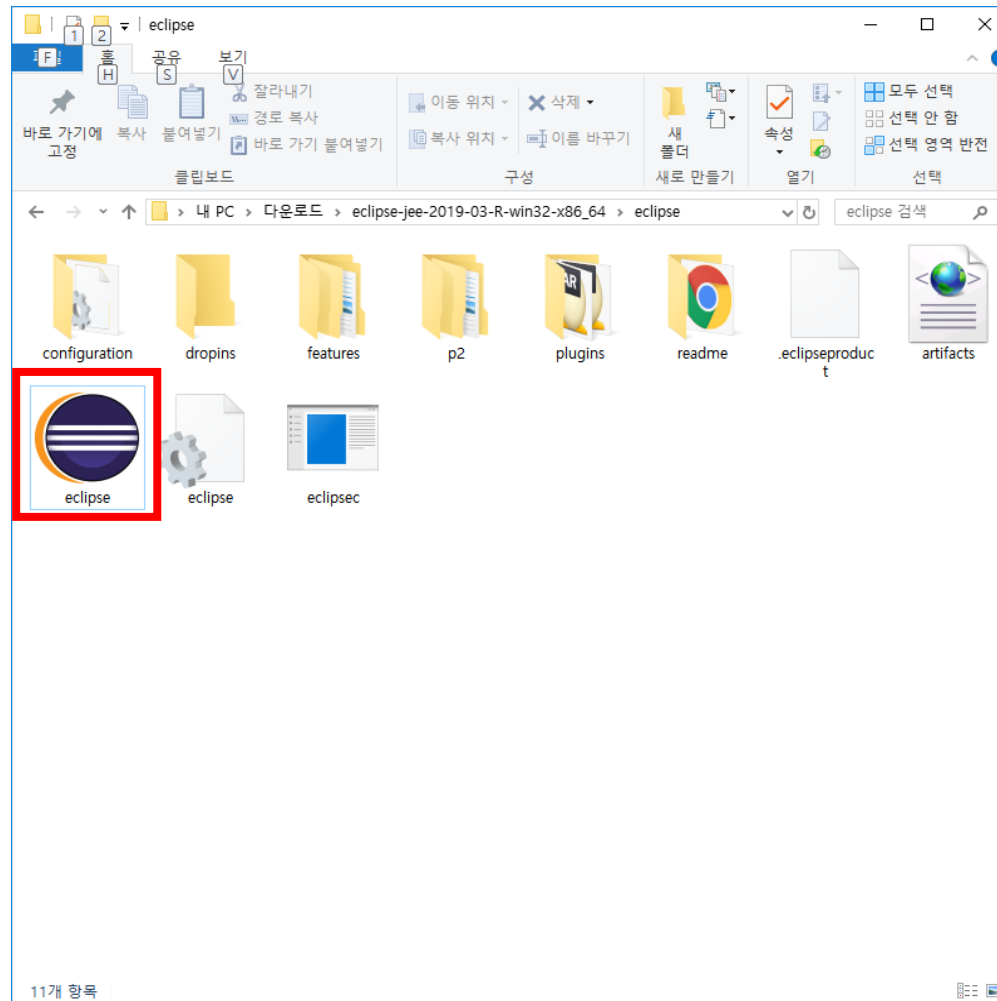 1 2 eclipse
F 홈 공유 보기
H S V
바로 가기에 고정
복사
붙여넣기
잘라내기
경로 복사
바로 가기 붙여넣기
클립보드
이동 위치
복사 위치
삭제
이름 바꾸기
구성
새 폴더
새로 만들기
속성
열기
모두 선택
선택 안 함
선택 영역 반전
선택
내 PC > 다운로드 > eclipse-jee-2019-03-R-win32-x86_64 > eclipse
eclipse 검색
configuration
dropins
features
p2
plugins
readme
.eclipseproduc
t
artifacts
eclipse
eclipse
eclipsec
11개 항목